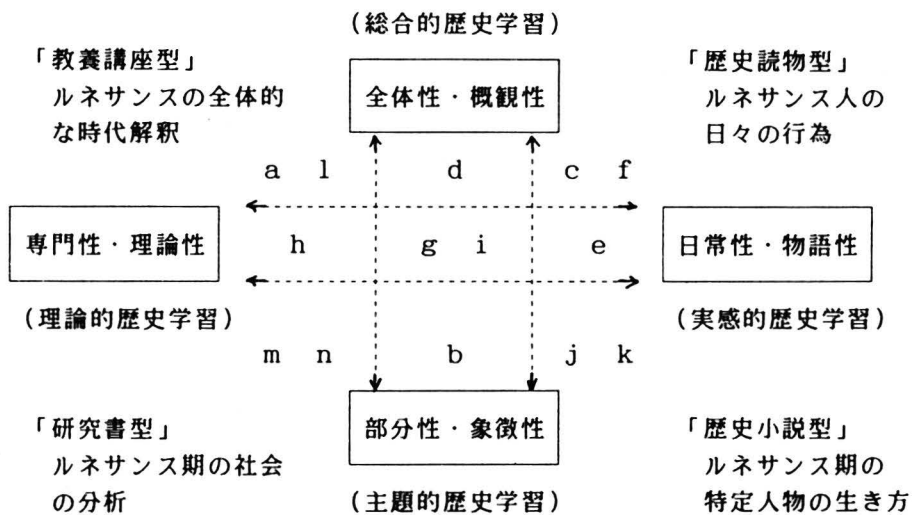 (総合的歴史学習)
「教養講座型」
ルネサンスの全体的
な時代解釈
全体性・概観性
「歴史読物型」
ルネサンス人の
日々の行為
a l d c f
専門性・理論性
h g i e
日常性・物語性
(理論的歴史学習)
(実感的歴史学習)
m n b j k
「研究書型」
ルネサンス期の社会
の分析
部分性・象徴性
(主題的歴史学習)
「歴史小説型」
ルネサンス期の
特定人物の生き方